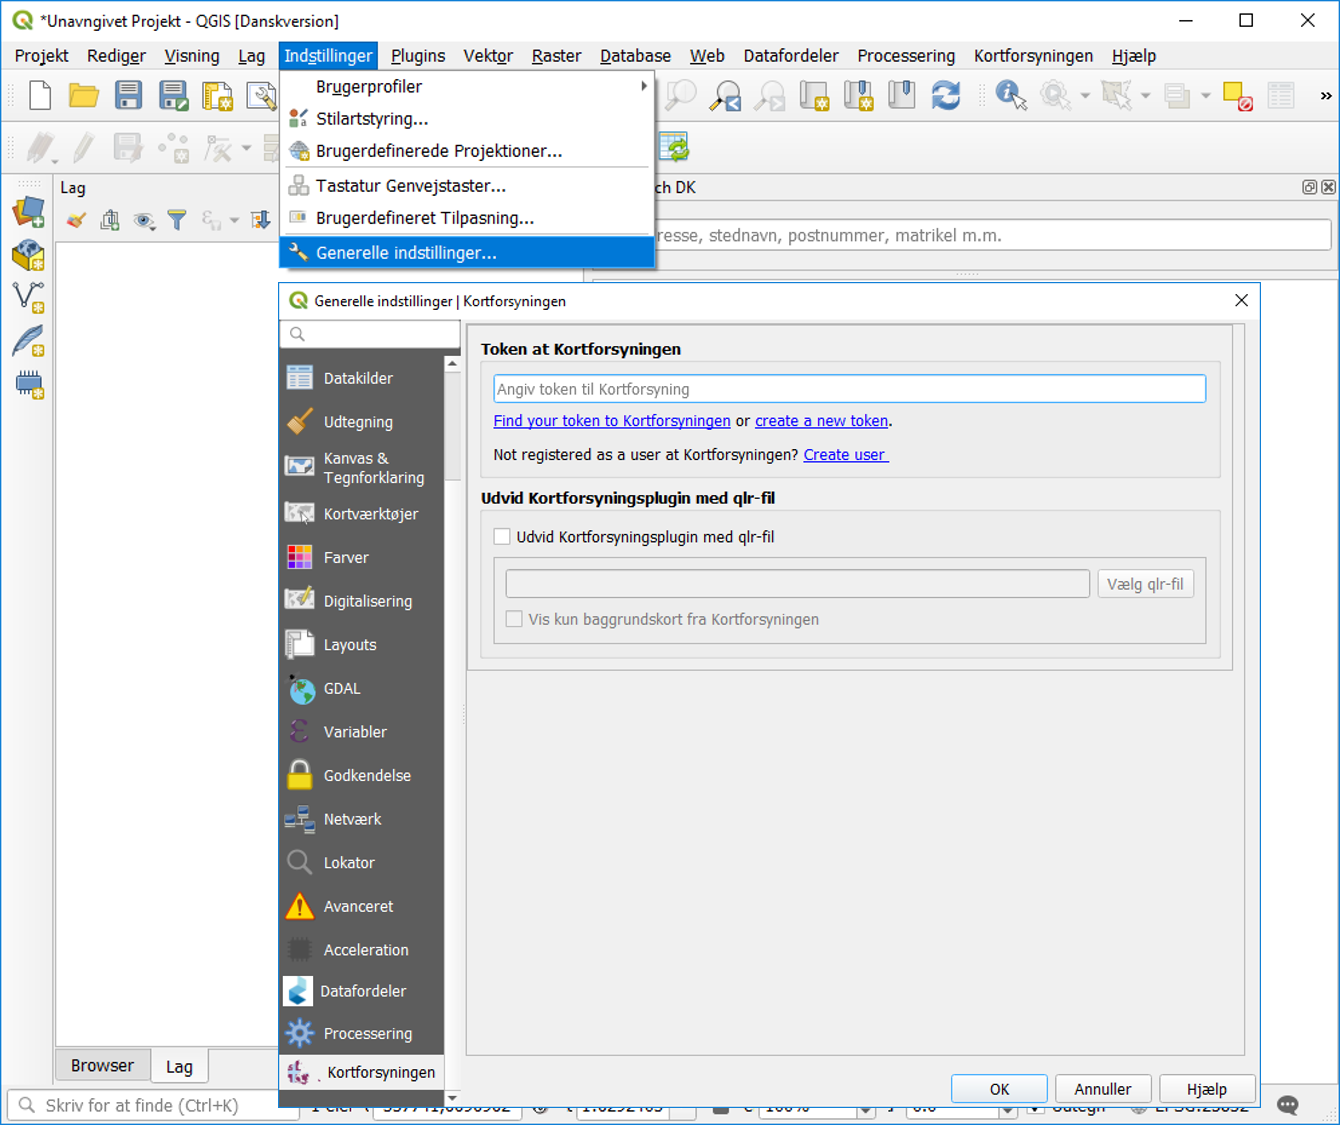 *Unavngivet Projekt - QGIS [Danskversion]
Projekt Rediger Visning Lag Indstillinger Plugins Vektor Raster Database Web Datafordeler Processering Kortforsyningen Hjælp
Brugerprofiler
Stilartstyring...
Brugerdefinerede Projektioner...
Tastatur Genvejstaster...
Brugerdefineret Tilpasning...
Generelle indstillinger...
Lag
ch DK
resse, stednavn, postnummer, matrikel m.m.
Generelle indstillinger | Kortforsyningen
Datakilder
Udtegning
Kanvas &
Tegnforklaring
Kortværktøjer
Farver
Digitalisering
Layouts
GDAL
Variabler
Godkendelse
Netværk
Lokator
Avanceret
Acceleration
Datafordeler
Processering
Kortforsyningen
Token at Kortforsyningen
Angiv token til Kortforsyning
Find your token to Kortforsyningen or create a new token.
Not registered as a user at Kortforsyningen? Create user
Udvid Kortforsyningsplugin med qlr-fil
Udvid Kortforsyningsplugin med qlr-fil
Vælg qlr-fil
Vis kun baggrundskort fra Kortforsyningen
OK Annuller Hjælp
Browser Lag
Skriv for at finde (Ctrl+K)